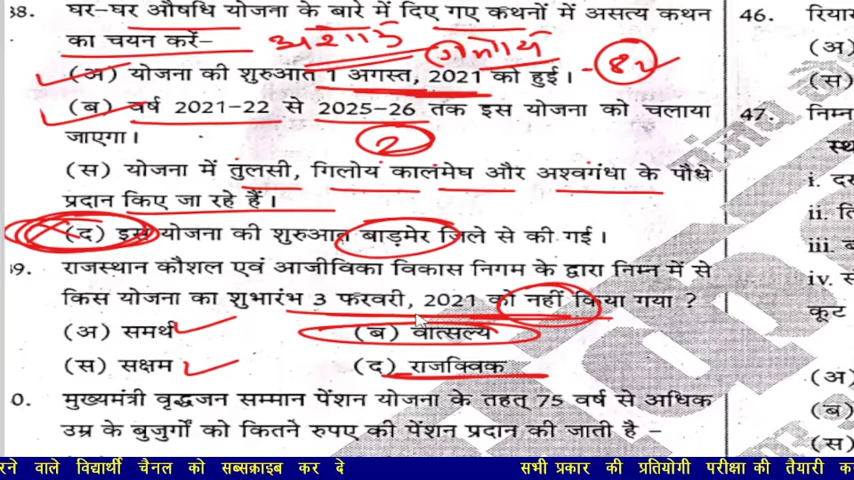 38. घर-घर औषधि योजना के बारे में दिए गए कथनों में असत्य कथन
का चयन करें-
(अ) योजना की शुरुआत 1 अगस्त, 2021 को हुई।
(ब) वर्ष 2021-22 से 2025-26 तक इस योजना को चलाया
जाएगा।
2
(स) योजना में तुलसी, गिलोय कालमेघ और अश्वगंधा के पौधे
प्रदान किए जा रहे हैं।
(द) इस योजना की शुरुआत बाड़मेर जिले से की गई।
39. राजस्थान कौशल एवं आजीविका विकास निगम के द्वारा निम्न में से
किस योजना का शुभारंभ 3 फरवरी, 2021 को नहीं किया गया ?
(अ) समर्थ (ब) वात्सल्य
(स) सक्षम (द) राजक्विक
0. मुख्यमंत्री वृद्धजन सम्मान पेंशन योजना के तहत् 75 वर्ष से अधिक
उम्र के बुजुर्गों को कितने रुपए की पेंशन प्रदान की जाती है –
46. रिया
(अ)
(स)
47. निम्न
स्थ
i. दर
ii.
iii.
iv.
कूट
(अ)
(ब)
(स)
रने वाले विद्यार्थी चैनल को सब्सक्राइब कर दे सभी प्रकार की प्रतियोगी परीक्षा की तैयारी क